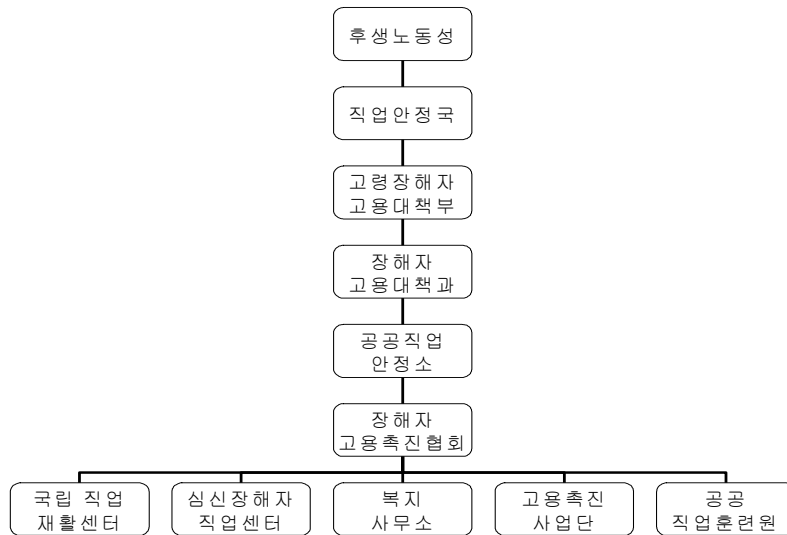 후생노동성
직업안정국
고령장해자
고용대책부
장해자
고용대책과
공공직업
안정소
장해자
고용촉진협회
국립 직업
재활센터
심신장해자
직업센터
복지
사무소
고용촉진
사업단
공공
직업훈련원